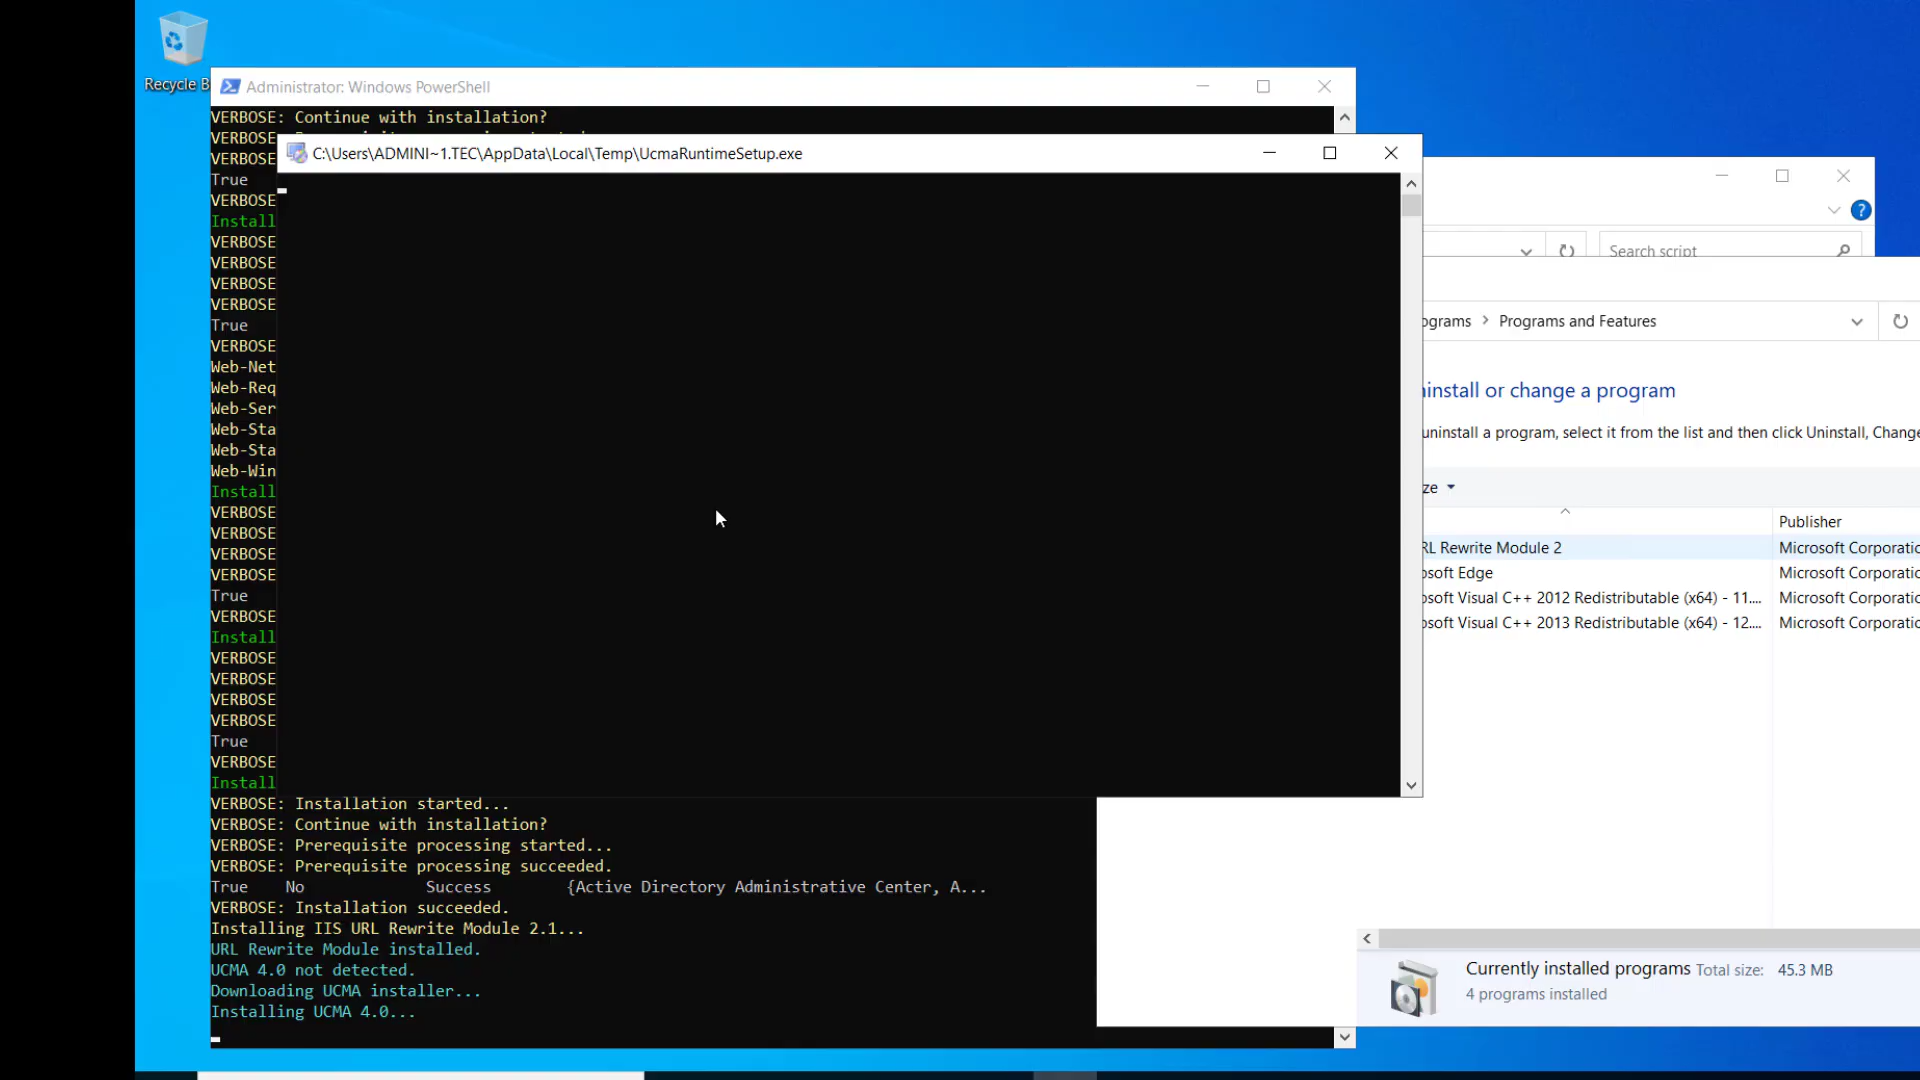 Recycle B
Administrator: Windows PowerShell
VERBOSE: Continue with installation?
VERBOSE
C:\Users\ADMINI~1.TEC\AppData\Local\Temp\UcmaRuntimeSetup.exe
VERBOSE
True
VERBOSE
Install
VERBOSE
VERBOSE
VERBOSE
VERBOSE
True
VERBOSE
Web-Net
Web-Req
Web-Ser
Web-Sta
Web-Sta
Web-Win
Install
VERBOSE
VERBOSE
VERBOSE
VERBOSE
True
VERBOSE
Install
VERBOSE
VERBOSE
VERBOSE
VERBOSE
True
VERBOSE
Install
VERBOSE: Installation started...
VERBOSE: Continue with installation?
VERBOSE: Prerequisite processing started...
VERBOSE: Prerequisite processing succeeded.
True No Success {Active Directory Administrative Center, A...
VERBOSE: Installation succeeded.
Installing IIS URL Rewrite Module 2.1...
URL Rewrite Module installed.
UCMA 4.0 not detected.
Downloading UCMA installer...
Installing UCMA 4.0...
?
Search script
ograms > Programs and Features
install or change a program
uninstall a program, select it from the list and then click Uninstall, Change
ze
Publisher
RL Rewrite Module 2 Microsoft Corporatio
osoft Edge Microsoft Corporatio
osoft Visual C++ 2012 Redistributable (x64) - 11.... Microsoft Corporatio
osoft Visual C++ 2013 Redistributable (x64) - 12.... Microsoft Corporatio
Currently installed programs Total size: 45.3 MB
4 programs installed